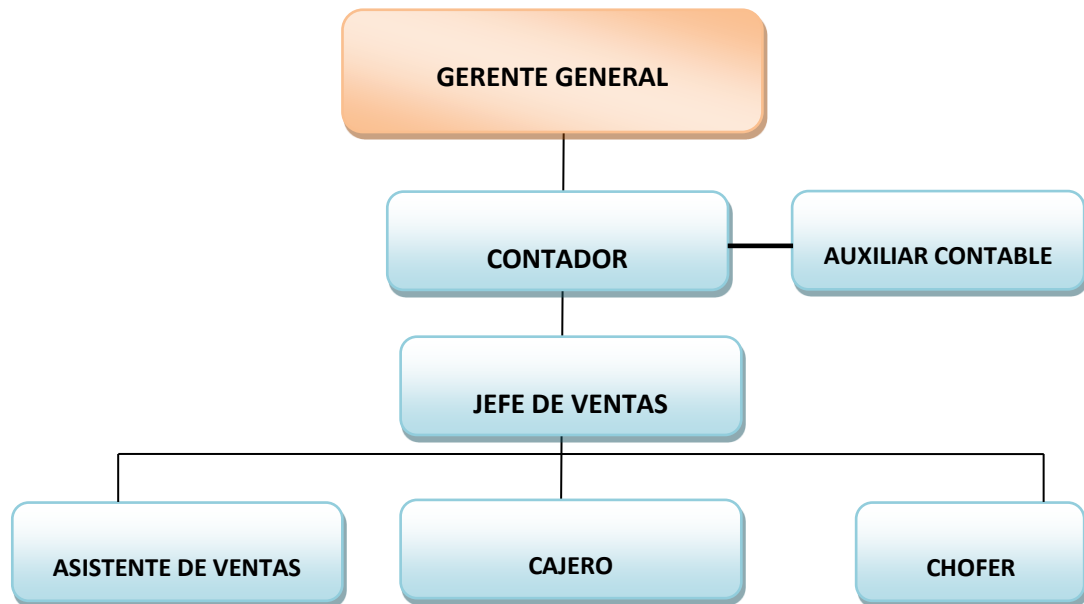 GERENTE GENERAL
CONTADOR
AUXILIAR CONTABLE
JEFE DE VENTAS
ASISTENTE DE VENTAS
CAJERO
CHOFER